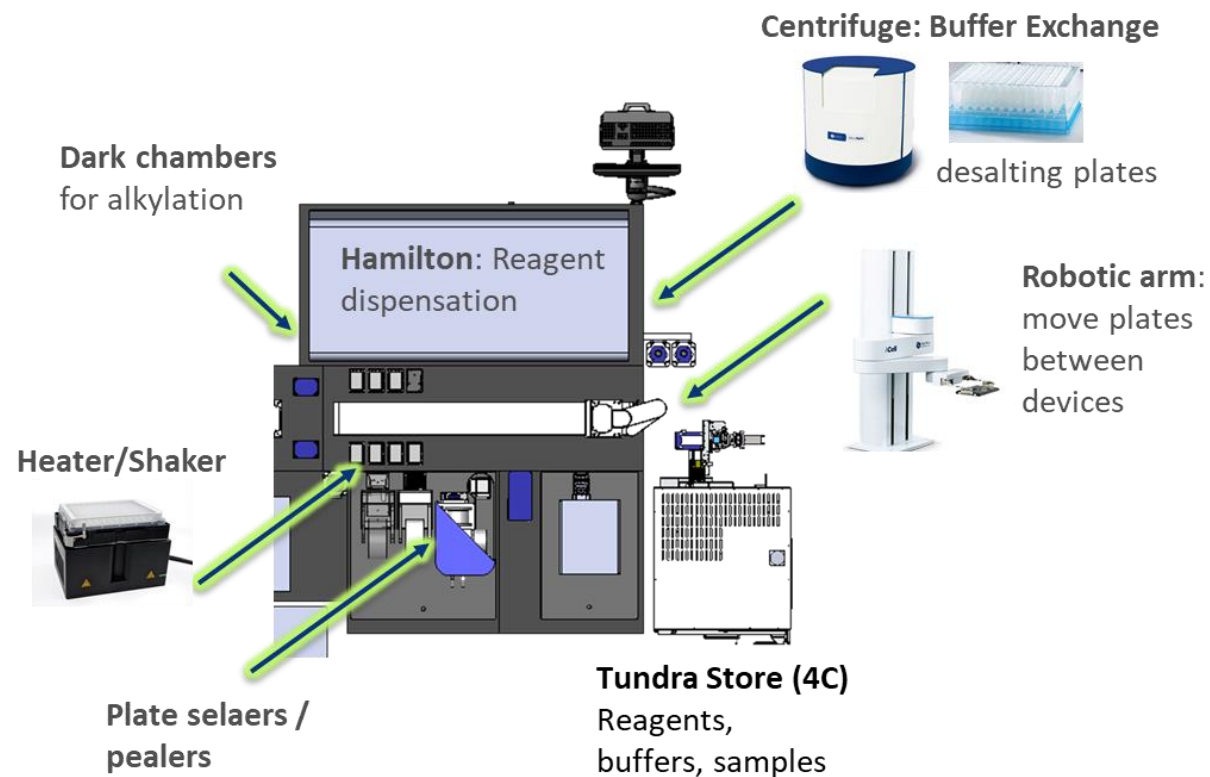 Centrifuge: Buffer Exchange
desalting plates
Dark chambers
for alkylation
Hamilton: Reagent
dispensation
Robotic arm:
move plates
between
devices
Heater/Shaker
Plate selaers /
pealers
Tundra Store (4C)
Reagents,
buffers, samples